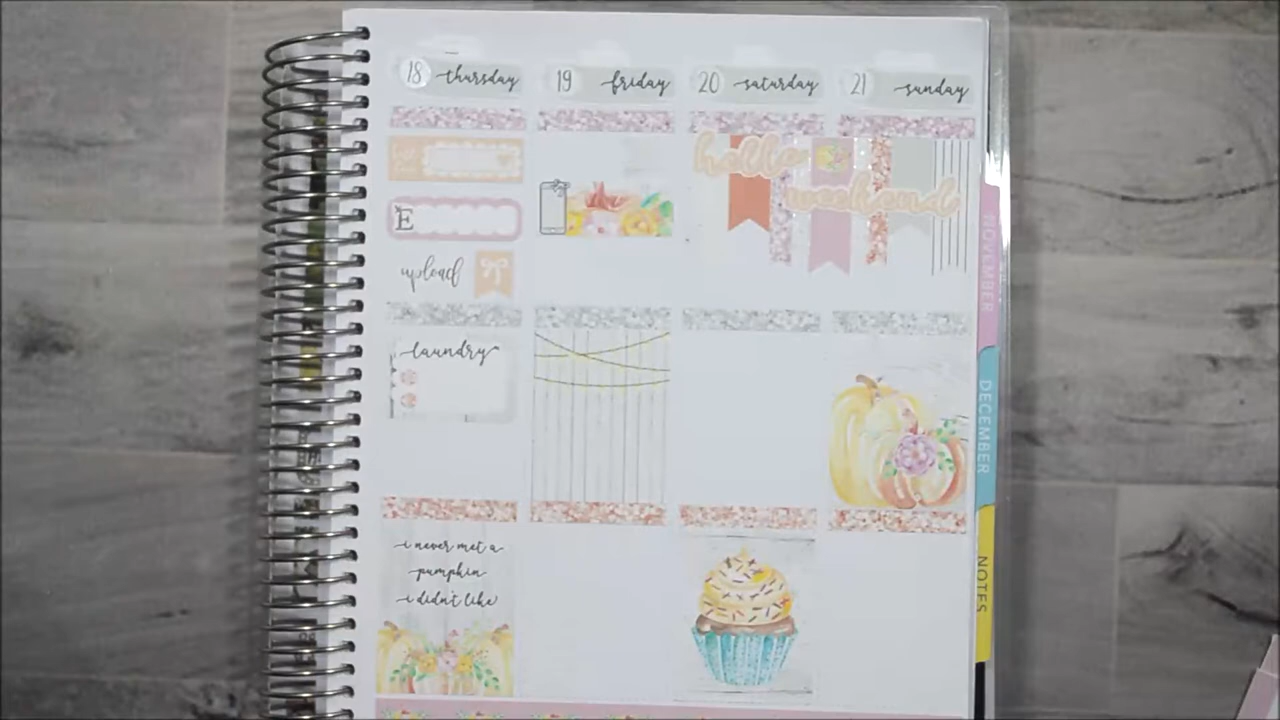 18 thursday
19 friday
20 saturday
21 sunday
hello
weekend
E
upload
laundry
i never met a
pumpkin
i didn't like
NOVEMBER
DECEMBER
NOTES